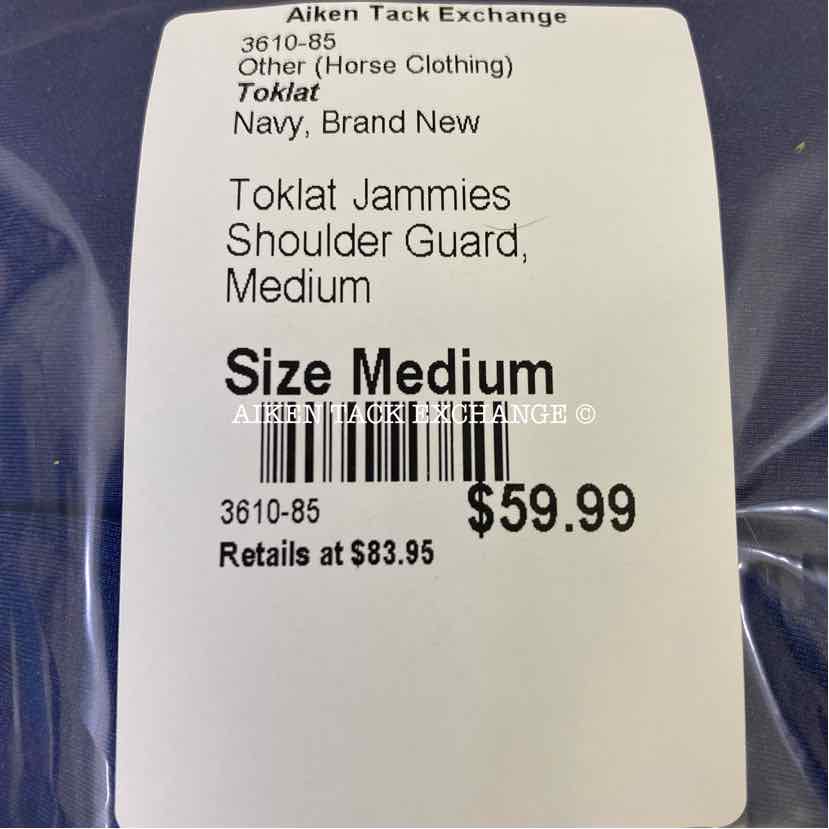 Aiken Tack Exchange
3610-85
Other (Horse Clothing)
Toklat
Navy, Brand New
Toklat Jammies
Shoulder Guard,
Medium
Size Medium
AIKEN TACK EXCHANGE ©
3610-85
$59.99
Retails at $83.95